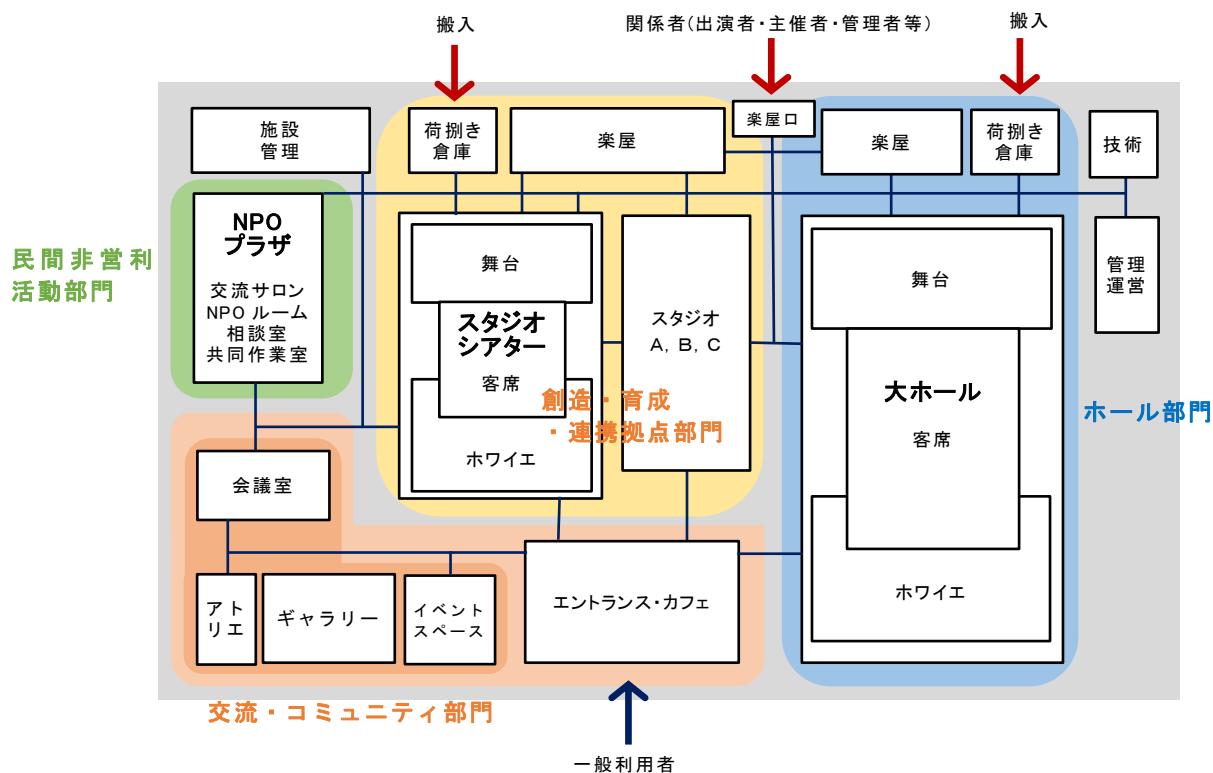 搬入
関係者(出演者・主催者・管理者等)
搬入
施設
管理
荷捌き
倉庫
楽屋
楽屋口
楽屋
荷捌き
倉庫
技術
民間非営利
活動部門
NPO
プラザ
交流サロン
NPOルーム
相談室
共同作業室
舞台
スタジオ
シアター
客席
ホワイエ
スタジオ
A, B, C
創造・育成
・連携拠点部門
舞台
大ホール
客席
ホワイエ
管理
運営
ホール部門
会議室
アト
リエ
ギャラリー
イベント
スペース
エントランス・カフェ
交流・コミュニティ部門
一般利用者